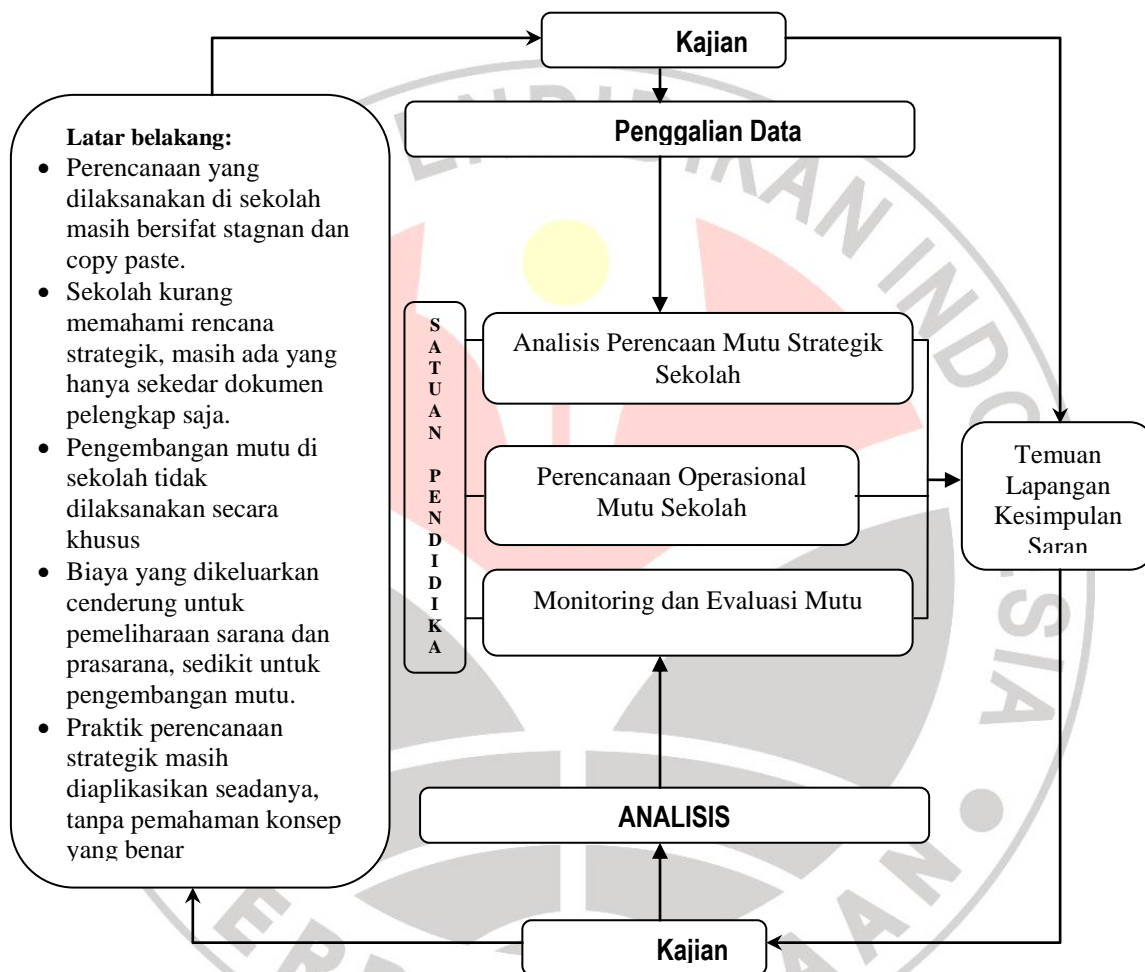 Kajian
Penggalian Data
Latar belakang:
• Perencanaan yang
dilaksanakan di sekolah
masih bersifat stagnan dan
copy paste.
• Sekolah kurang
memahami rencana
strategik, masih ada yang
hanya sekedar dokumen
pelengkap saja.
• Pengembangan mutu di
sekolah tidak
dilaksanakan secara
khusus
• Biaya yang dikeluarkan
cenderung untuk
pemeliharaan sarana dan
prasarana, sedikit untuk
pengembangan mutu.
• Praktik perencanaan
strategik masih
diaplikasikan seadanya,
tanpa pemahaman konsep
yang benar
SATUAN PENDIDIKA
Analisis Perencaan Mutu Strategik
Sekolah
Perencanaan Operasional
Mutu Sekolah
Monitoring dan Evaluasi Mutu
Temuan
Lapangan
Kesimpulan
Saran
ANALISIS
Kajian